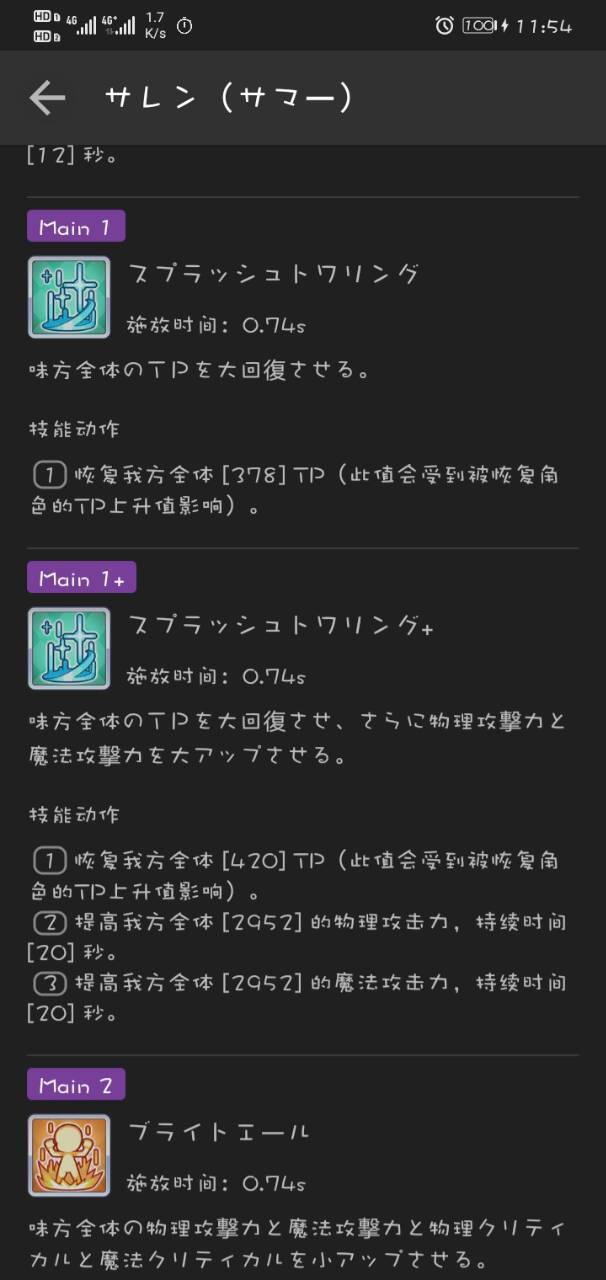 HD 1 4G 4G+ 1.7
HD 2 K/s
100 11:54
サレン（サマー）
[12] 秒。
Main 1
スプラッシュトワリング
施放时间: 0.74s
味方全体のTPを大回復させる。
技能动作
1 恢复我方全体 [378] TP（此值会受到被恢复角
色的TP上升值影响）。
Main 1+
スプラッシュトワリング+
施放时间: 0.74s
味方全体のTPを大回復させ、さらに物理攻撃力と
魔法攻撃力を大アップさせる。
技能动作
1 恢复我方全体 [420] TP（此值会受到被恢复角
色的TP上升值影响）。
2 提高我方全体 [2952] 的物理攻击力，持续时间
[20] 秒。
3 提高我方全体 [2952] 的魔法攻击力，持续时间
[20] 秒。
Main 2
ブライトエール
施放时间: 0.74s
味方全体の物理攻撃力と魔法攻撃力と物理クリティ
カルと魔法クリティカルを小アップさせる。